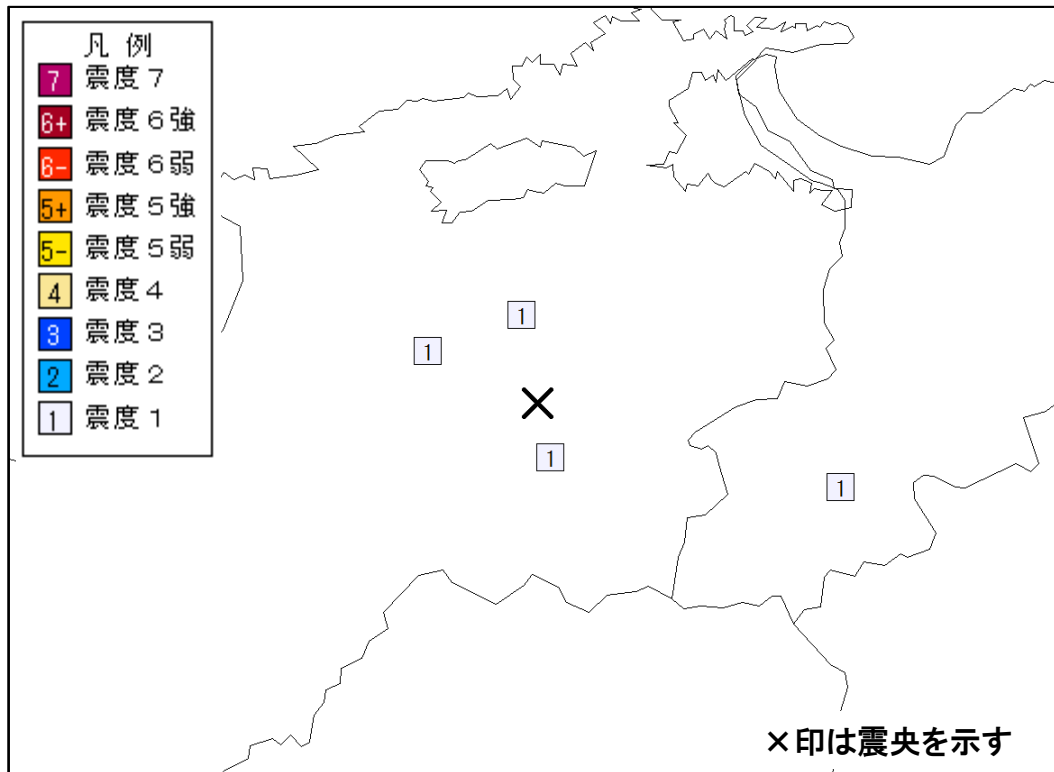 凡 例
7 震度７
6+ 震度６強
6- 震度６弱
5+ 震度５強
5- 震度５弱
4 震度４
3 震度３
2 震度２
1 震度１
1
1
1
1
×印は震央を示す